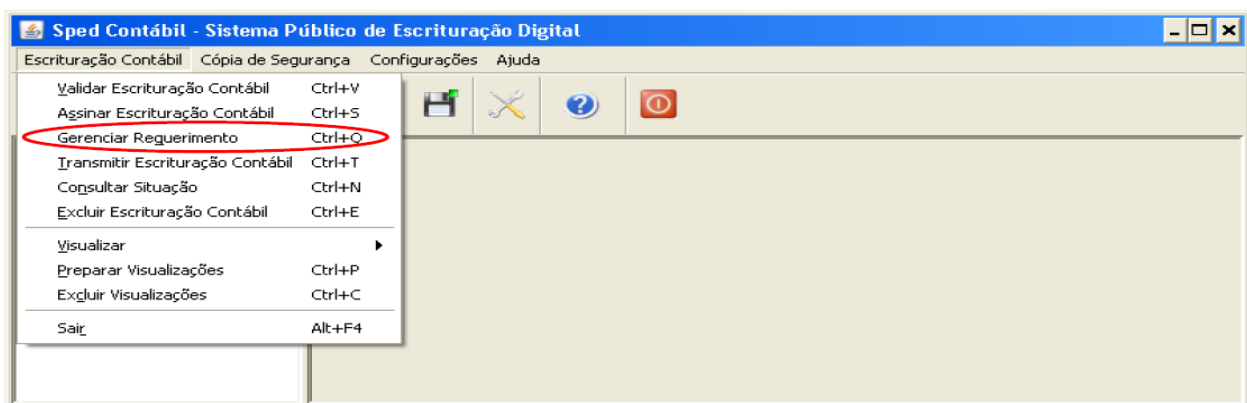 Sped Contábil - Sistema Público de Escrituração Digital
Escrituração Contábil Cópia de Segurança Configurações Ajuda
Validar Escrituração Contábil Ctrl+V
Assinar Escrituração Contábil Ctrl+S
Gerenciar Requerimento Ctrl+Q
Transmitir Escrituração Contábil Ctrl+T
Consultar Situação Ctrl+N
Excluir Escrituração Contábil Ctrl+E
Visualizar
Preparar Visualizações Ctrl+P
Excluir Visualizações Ctrl+C
Sair Alt+F4